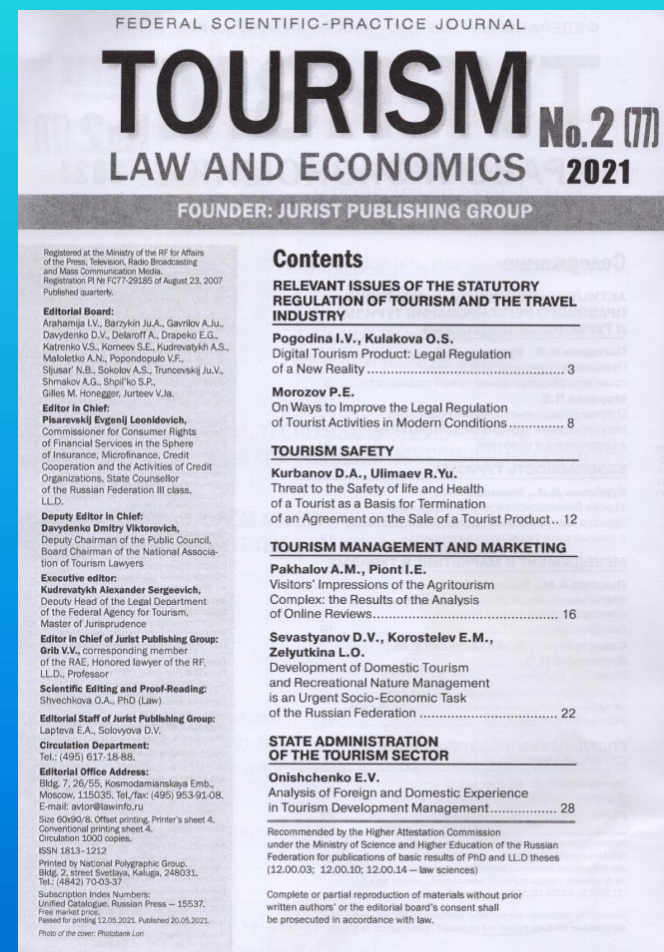 FEDERAL SCIENTIFIC-PRACTICE JOURNAL
TOURISM
No.2 (77)
LAW AND ECONOMICS
2021
FOUNDER: JURIST PUBLISHING GROUP
Registered at the Ministry of the RF for Affairs
of the Press, Television, Radio Broadcasting
and Mass Communication Media.
Registration PI № FC77-29185 of August 23, 2007
Published quarterly.
Editorial Board:
Arahamija I.V., Barzykin Ju.A., Gavrilov A.Ju.,
Davydenko D.V., Delaroff A., Drapeko E.G.,
Katrenko V.S., Korneev S.E., Kudrevatykh A.S.,
Maloletko A.N., Popondopulo V.F.,
Sljusar' N.B., Sokolov A.S., Truncevskij Ju.V.,
Shmakov A.G., Shpil'ko S.P.,
Gilles M. Honegger, Jurteev V.Ja.
Editor in Chief:
Pisarevskij Evgenij Leonidovich,
Commissioner for Consumer Rights
of Financial Services in the Sphere
of Insurance, Microfinance, Credit
Cooperation and the Activities of Credit
Organizations, State Counsellor
of the Russian Federation III class,
LL.D.
Deputy Editor in Chief:
Davydenko Dmitry Viktorovich,
Deputy Chairman of the Public Council,
Board Chairman of the National Associa-
tion of Tourism Lawyers
Executive editor:
Kudrevatykh Alexander Sergeevich,
Deputy Head of the Legal Department
of the Federal Agency for Tourism,
Master of Jurisprudence
Editor in Chief of Jurist Publishing Group:
Grib V.V., corresponding member
of the RAE, Honored lawyer of the RF,
LL.D., Professor
Scientific Editing and Proof-Reading:
Shvechkova O.A., PhD (Law)
Editorial Staff of Jurist Publishing Group:
Lapteva E.A., Solovyova D.V.
Circulation Department:
Tel.: (495) 617-18-88.
Editorial Office Address:
Bldg. 7, 26/55, Kosmodamianskaya Emb.,
Moscow, 115035. Tel./fax: (495) 953-91-08.
E-mail: avtor@lawinfo.ru
Size 60x90/8. Offset printing. Printer's sheet 4.
Conventional printing sheet 4.
Circulation 1000 copies.
ISSN 1813-1212
Printed by National Polygraphic Group.
Bldg. 2, street Svetlaya, Kaluga, 248031.
Tel.: (4842) 70-03-37
Subscription Index Numbers:
Unified Catalogue. Russian Press — 15537.
Free market price.
Passed for printing 12.05.2021. Published 20.05.2021.
Photo of the cover: Photobank Lori
Contents
RELEVANT ISSUES OF THE STATUTORY
REGULATION OF TOURISM AND THE TRAVEL
INDUSTRY
Pogodina I.V., Kulakova O.S.
Digital Tourism Product: Legal Regulation
of a New Reality ........ 3
Morozov P.E.
On Ways to Improve the Legal Regulation
of Tourist Activities in Modern Conditions ........ 8
TOURISM SAFETY
Kurbanov D.A., Ulimaev R.Yu.
Threat to the Safety of life and Health
of a Tourist as a Basis for Termination
of an Agreement on the Sale of a Tourist Product.. 12
TOURISM MANAGEMENT AND MARKETING
Pakhalov A.M., Piont I.E.
Visitors' Impressions of the Agritourism
Complex: the Results of the Analysis
of Online Reviews........ 16
Sevastyanov D.V., Korostelev E.M.,
Zelyutkina L.O.
Development of Domestic Tourism
and Recreational Nature Management
is an Urgent Socio-Economic Task
of the Russian Federation ........ 22
STATE ADMINISTRATION
OF THE TOURISM SECTOR
Onishchenko E.V.
Analysis of Foreign and Domestic Experience
in Tourism Development Management........ 28
Recommended by the Higher Attestation Commission
under the Ministry of Science and Higher Education of the Russian
Federation for publications of basic results of PhD and LL.D theses
(12.00.03; 12.00.10; 12.00.14 — law sciences)
Complete or partial reproduction of materials without prior
written authors' or the editorial board's consent shall
be prosecuted in accordance with law.